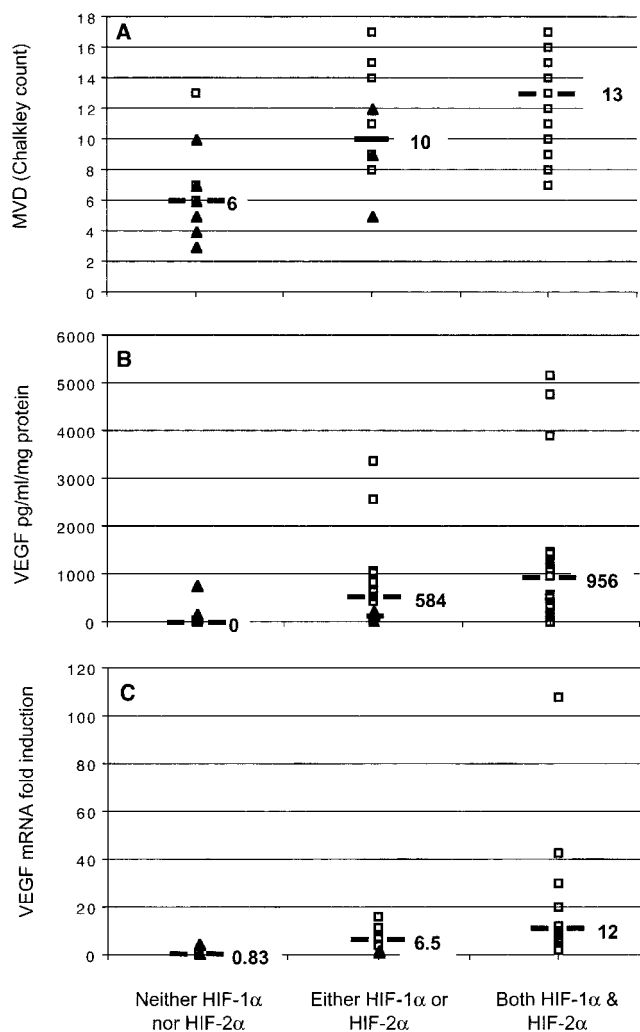 A
MVD (Chalkley count)
18
16
14
12
10
8
6
4
2
0
6
10
13
B
VEGF pg/ml/mg protein
6000
5000
4000
3000
2000
1000
0
0
584
956
C
VEGF mRNA fold induction
120
100
80
60
40
20
0
0.83
6.5
12
Neither HIF-1α
nor HIF-2α
Either HIF-1α or
HIF-2α
Both HIF-1α &
HIF-2α